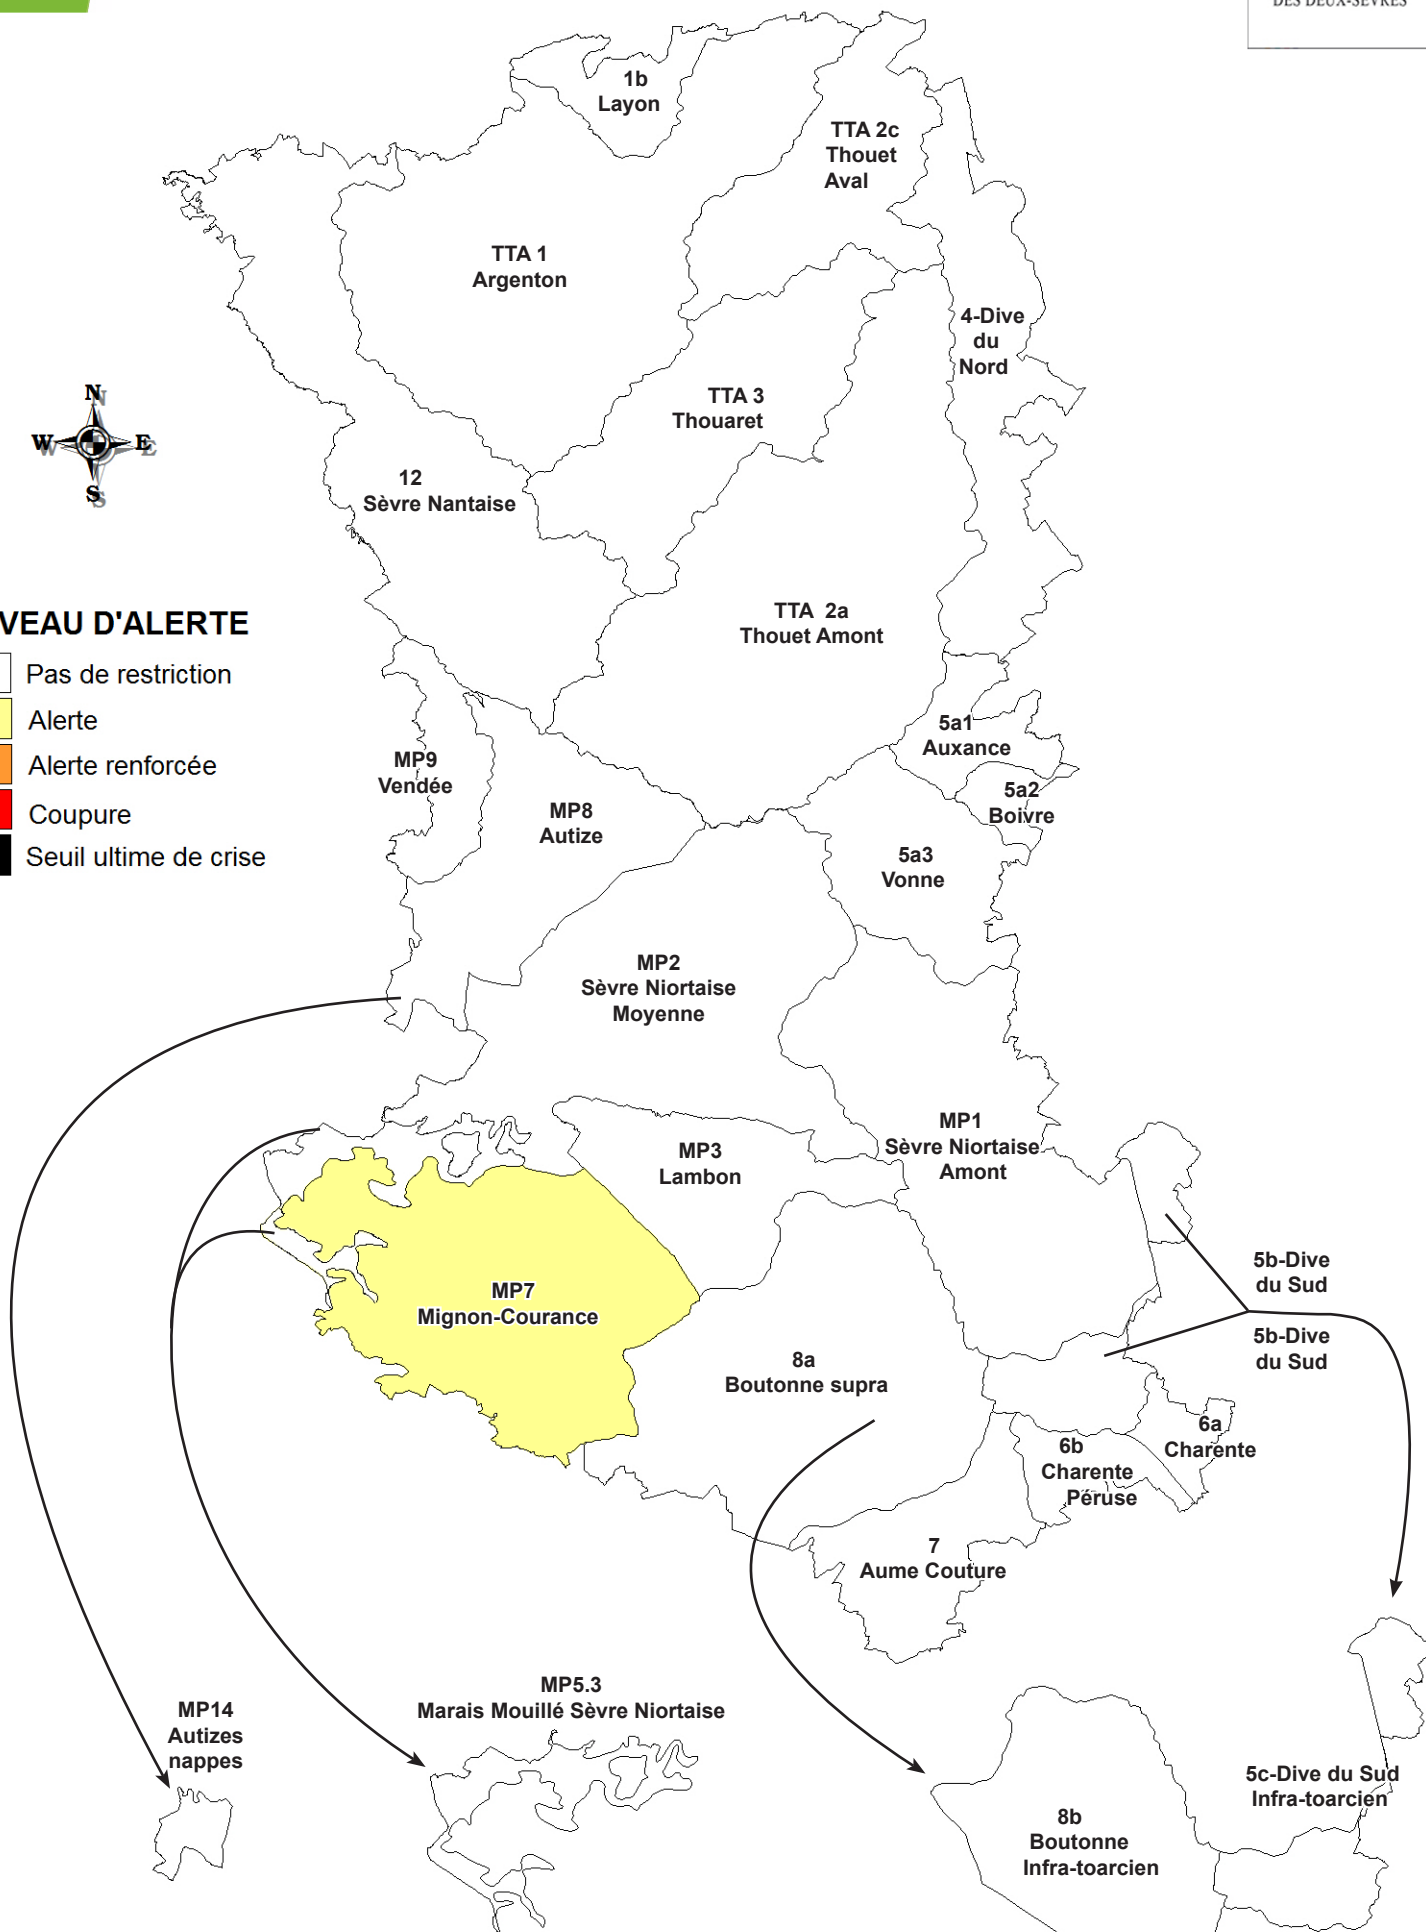 DES DEUX-SÈVRES
1b
Layon
TTA 2c
Thouet
Aval
TTA 1
Argenton
4-Dive
du
Nord
TTA 3
Thouaret
N
W E
S
12
Sèvre Nantaise
VEAU D'ALERTE
Pas de restriction
Alerte
Alerte renforcée
Coupure
Seuil ultime de crise
TTA 2a
Thouet Amont
5a1
Auxance
5a2
Boivre
MP9
Vendée
MP8
Autize
5a3
Vonne
MP2
Sèvre Niortaise
Moyenne
MP1
Sèvre Niortaise
Amont
MP3
Lambon
MP7
Mignon-Courance
5b-Dive
du Sud
5b-Dive
du Sud
8a
Boutonne supra
6a
Charente
6b
Charente
Péruse
7
Aume Couture
MP14
Autizes
nappes
MP5.3
Marais Mouillé Sèvre Niortaise
5c-Dive du Sud
Infra-toarcien
8b
Boutonne
Infra-toarcien